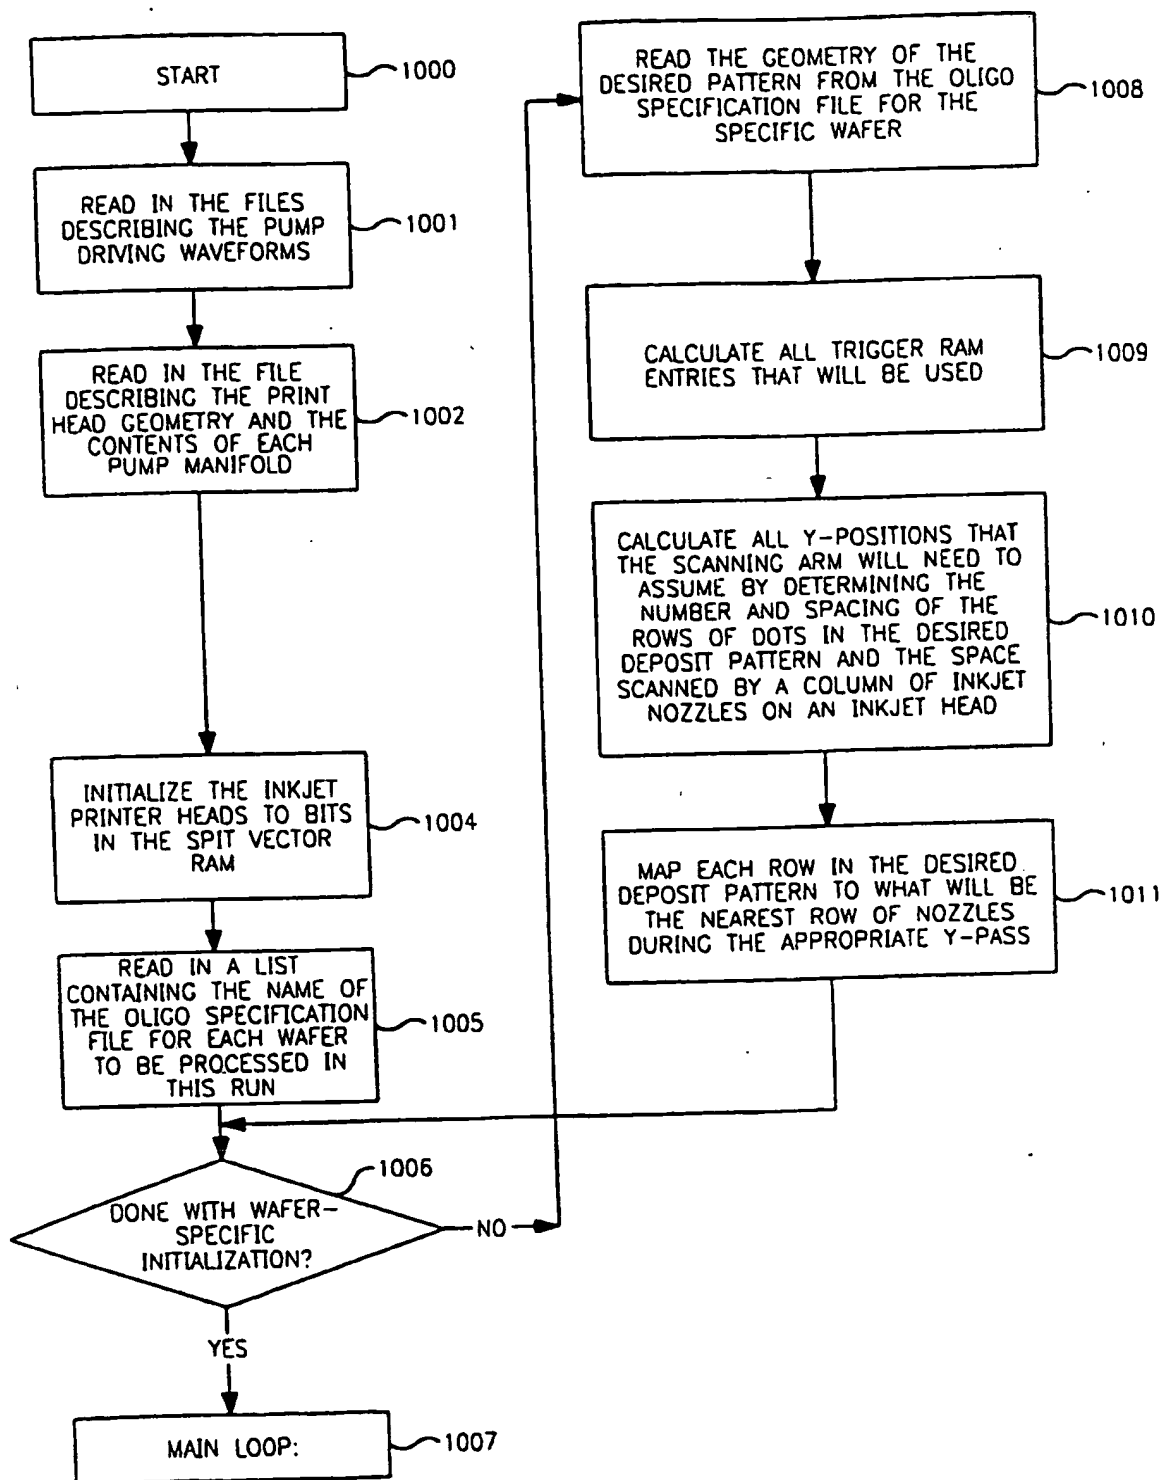 START
1000
READ IN THE FILES
DESCRIBING THE PUMP
DRIVING WAVEFORMS
1001
READ IN THE FILE
DESCRIBING THE PRINT
HEAD GEOMETRY AND THE
CONTENTS OF EACH
PUMP MANIFOLD
1002
INITIALIZE THE INKJET
PRINTER HEADS TO BITS
IN THE SPIT VECTOR
RAM
1004
READ IN A LIST
CONTAINING THE NAME OF
THE OLIGO SPECIFICATION
FILE FOR EACH WAFER
TO BE PROCESSED IN
THIS RUN
1005
DONE WITH WAFER-
SPECIFIC
INITIALIZATION?
1006
NO
YES
MAIN LOOP:
1007
READ THE GEOMETRY OF THE
DESIRED PATTERN FROM THE OLIGO
SPECIFICATION FILE FOR THE
SPECIFIC WAFER
1008
CALCULATE ALL TRIGGER RAM
ENTRIES THAT WILL BE USED
1009
CALCULATE ALL Y-POSITIONS THAT
THE SCANNING ARM WILL NEED TO
ASSUME BY DETERMINING THE
NUMBER AND SPACING OF THE
ROWS OF DOTS IN THE DESIRED
DEPOSIT PATTERN AND THE SPACE
SCANNED BY A COLUMN OF INKJET
NOZZLES ON AN INKJET HEAD
1010
MAP EACH ROW IN THE DESIRED
DEPOSIT PATTERN TO WHAT WILL BE
THE NEAREST ROW OF NOZZLES
DURING THE APPROPRIATE Y-PASS
1011